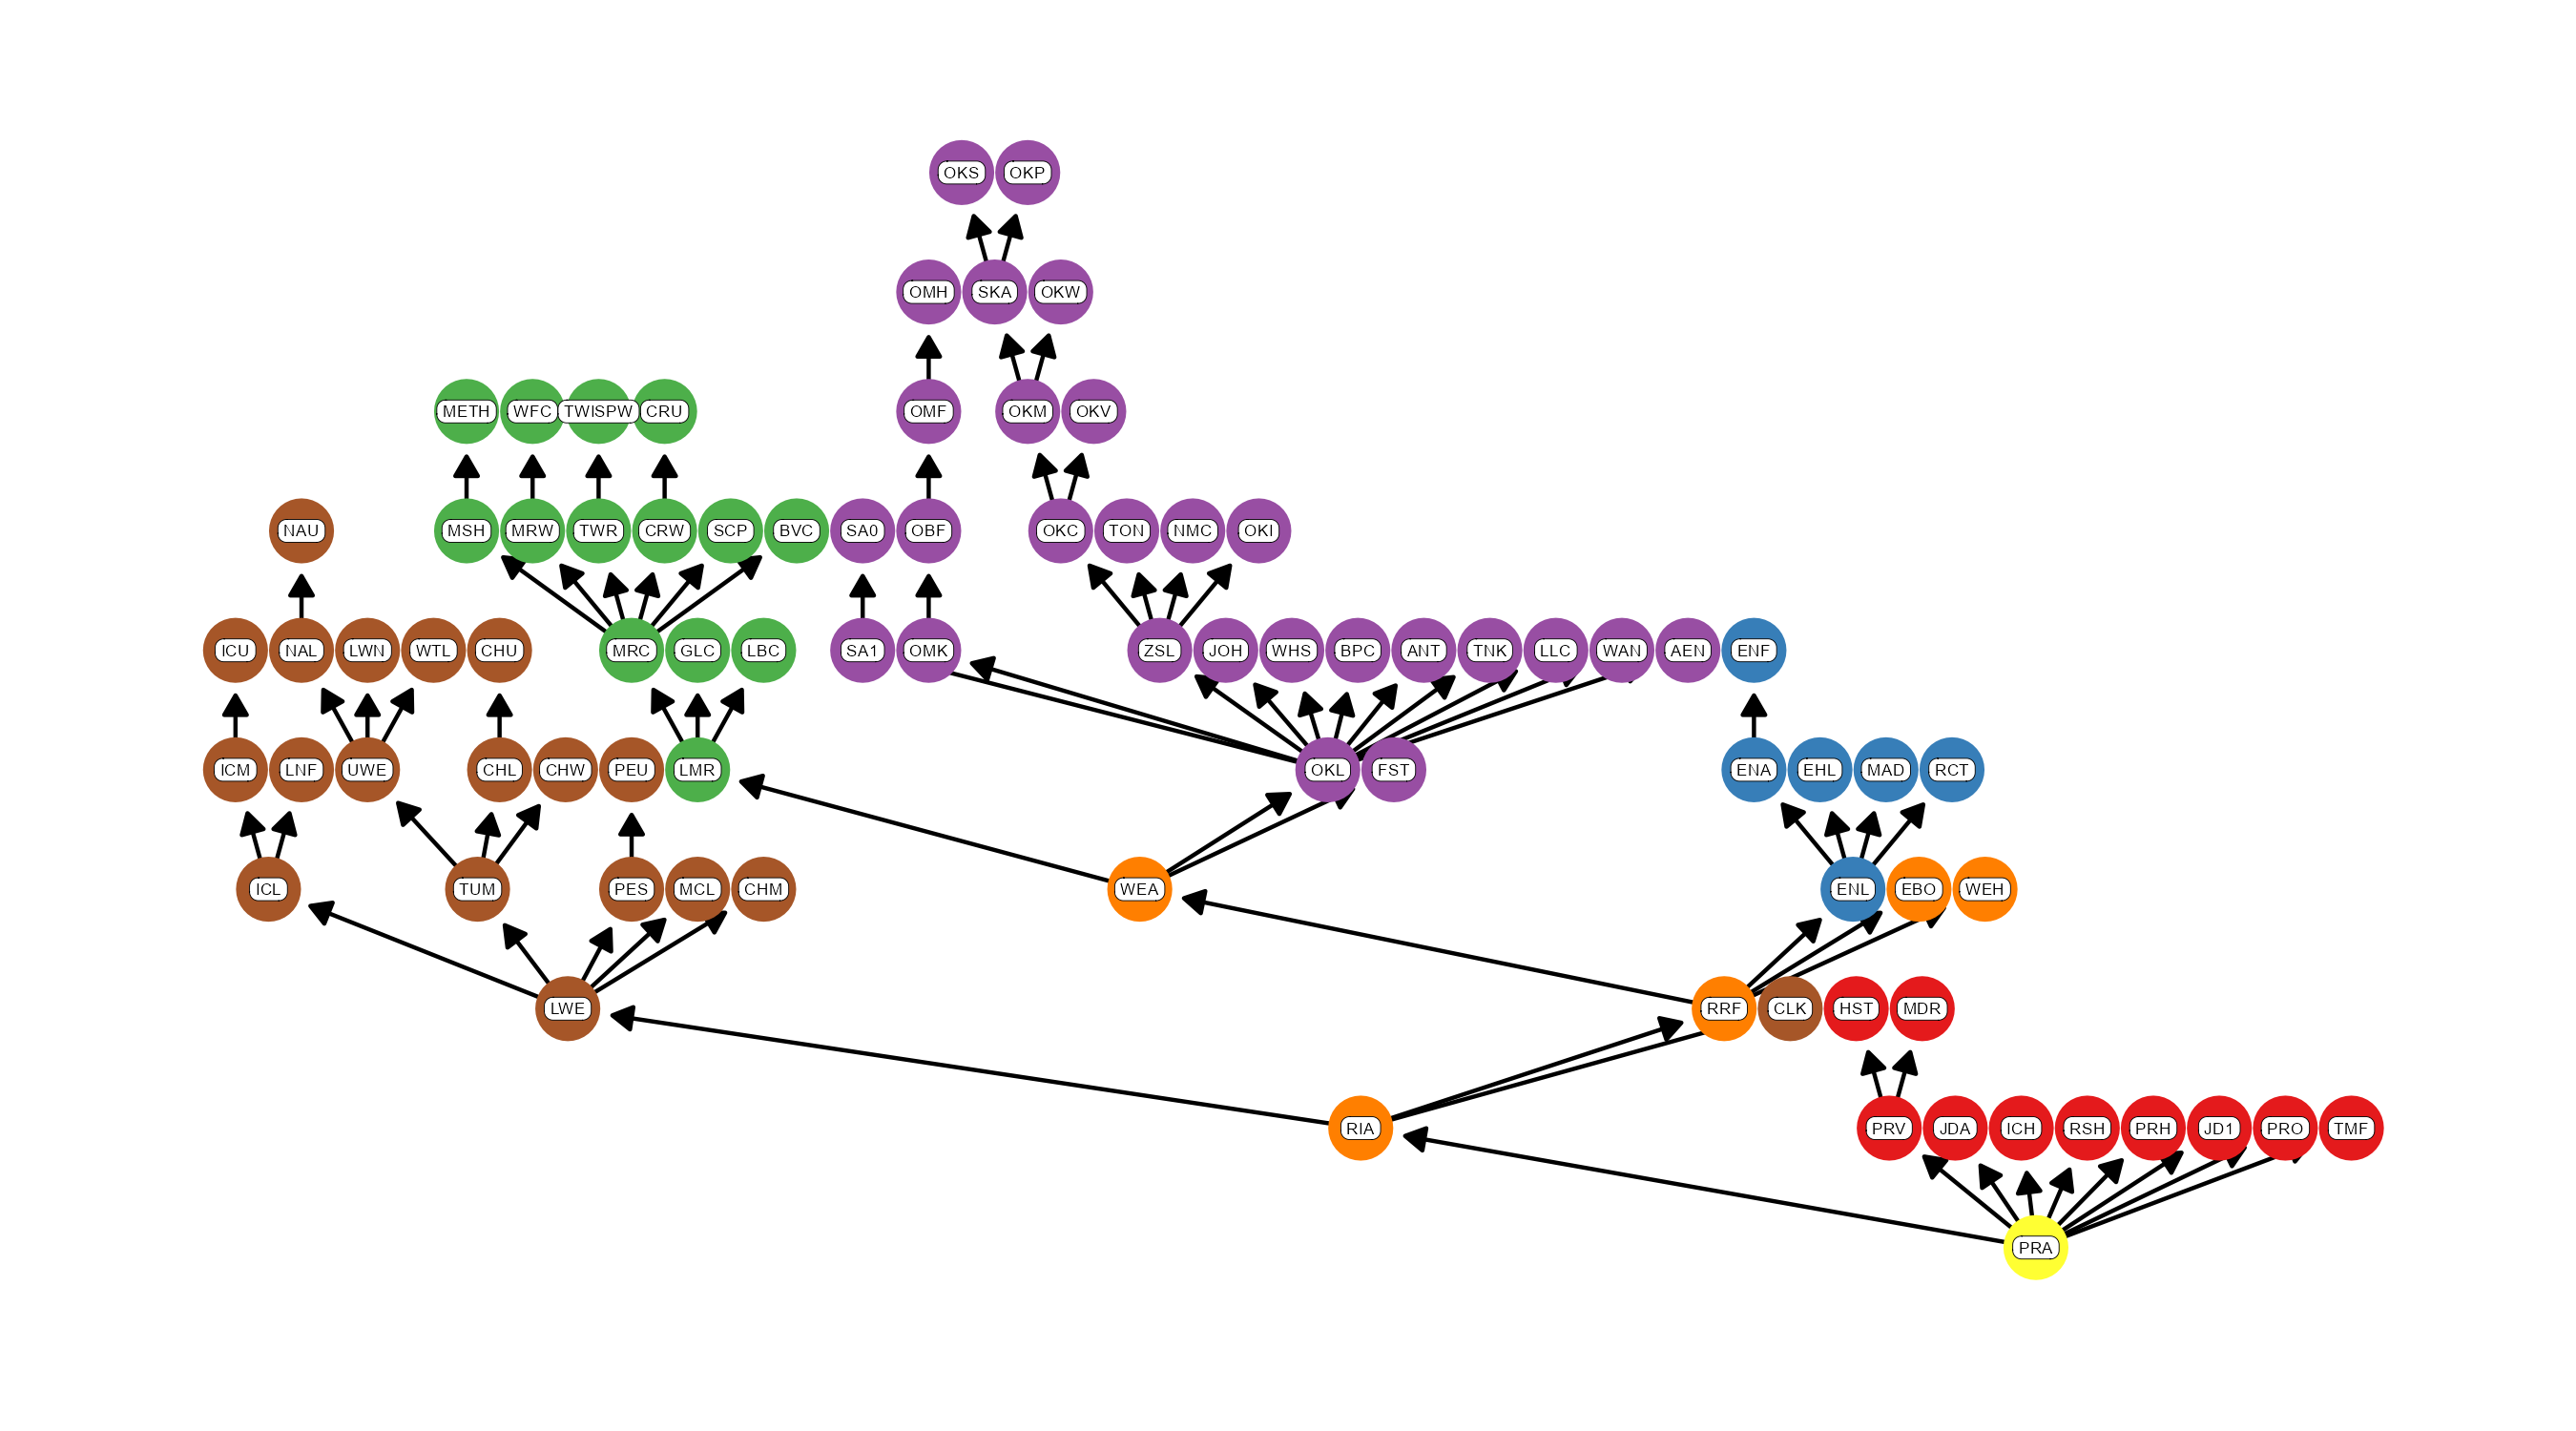 OKS OKP
OMH SKA OKW
METH WFC TWISPW CRU OMF OKM OKV
NAU MSH MRW TWR CRW SCP BVC SA0 OBF OKC TON NMC OKI
ICU NAL LWN WTL CHU MRC GLC LBC SA1 OMK ZSL JOH WHS BPC ANT TNK LLC WAN AEN ENF
ICM LNF UWE CHL CHW PEU LMR OKL FST ENA EHL MAD RCT
ICL TUM PES MCL CHM WEA ENL EBO WEH
LWE RRF CLK HST MDR
RIA PRV JDA ICH RSH PRH JD1 PRO TMF
PRA